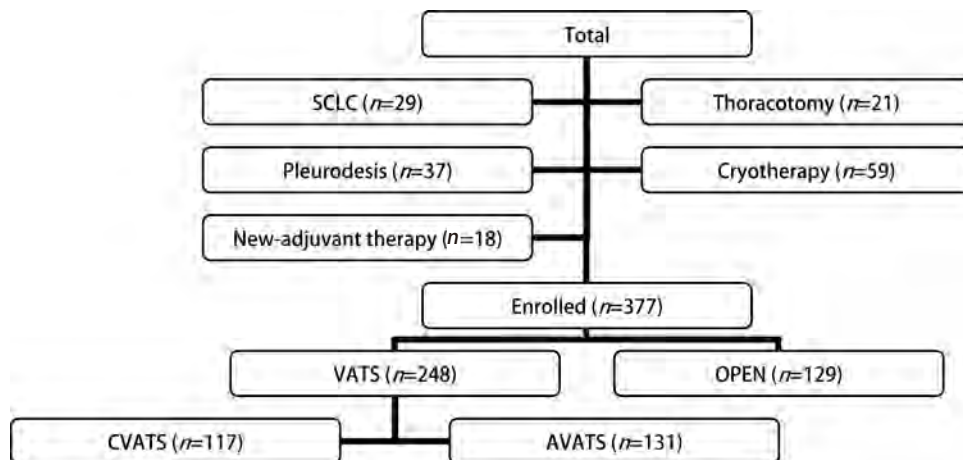 Total
SCLC (n=29)
Thoracotomy (n=21)
Pleurodesis (n=37)
Cryotherapy (n=59)
New-adjuvant therapy (n=18)
Enrolled (n=377)
VATS (n=248)
OPEN (n=129)
CVATS (n=117)
AVATS (n=131)